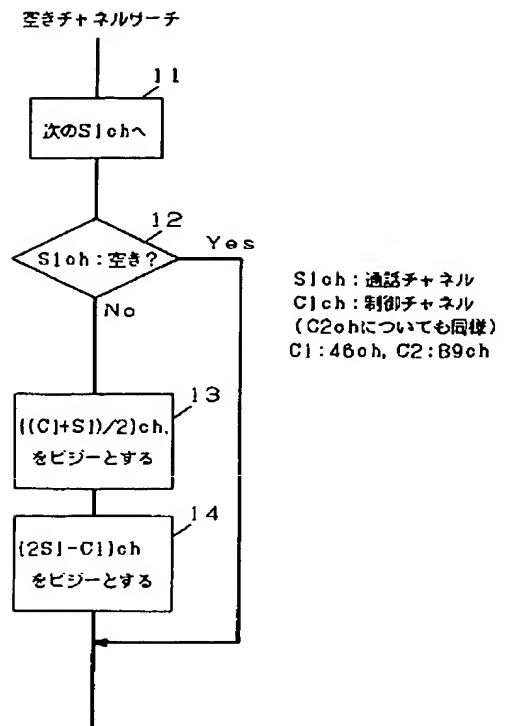 空きチャネルサーチ
11
次のS1chへ
12
S1ch:空き?
Yes
No
S1ch:通話チャネル
C1ch:制御チャネル
(C2chについても同様)
C1:46ch, C2:89ch
13
{(C1+S1)/2}ch,
をビジーとする
14
{2S1-C1}ch
をビジーとする